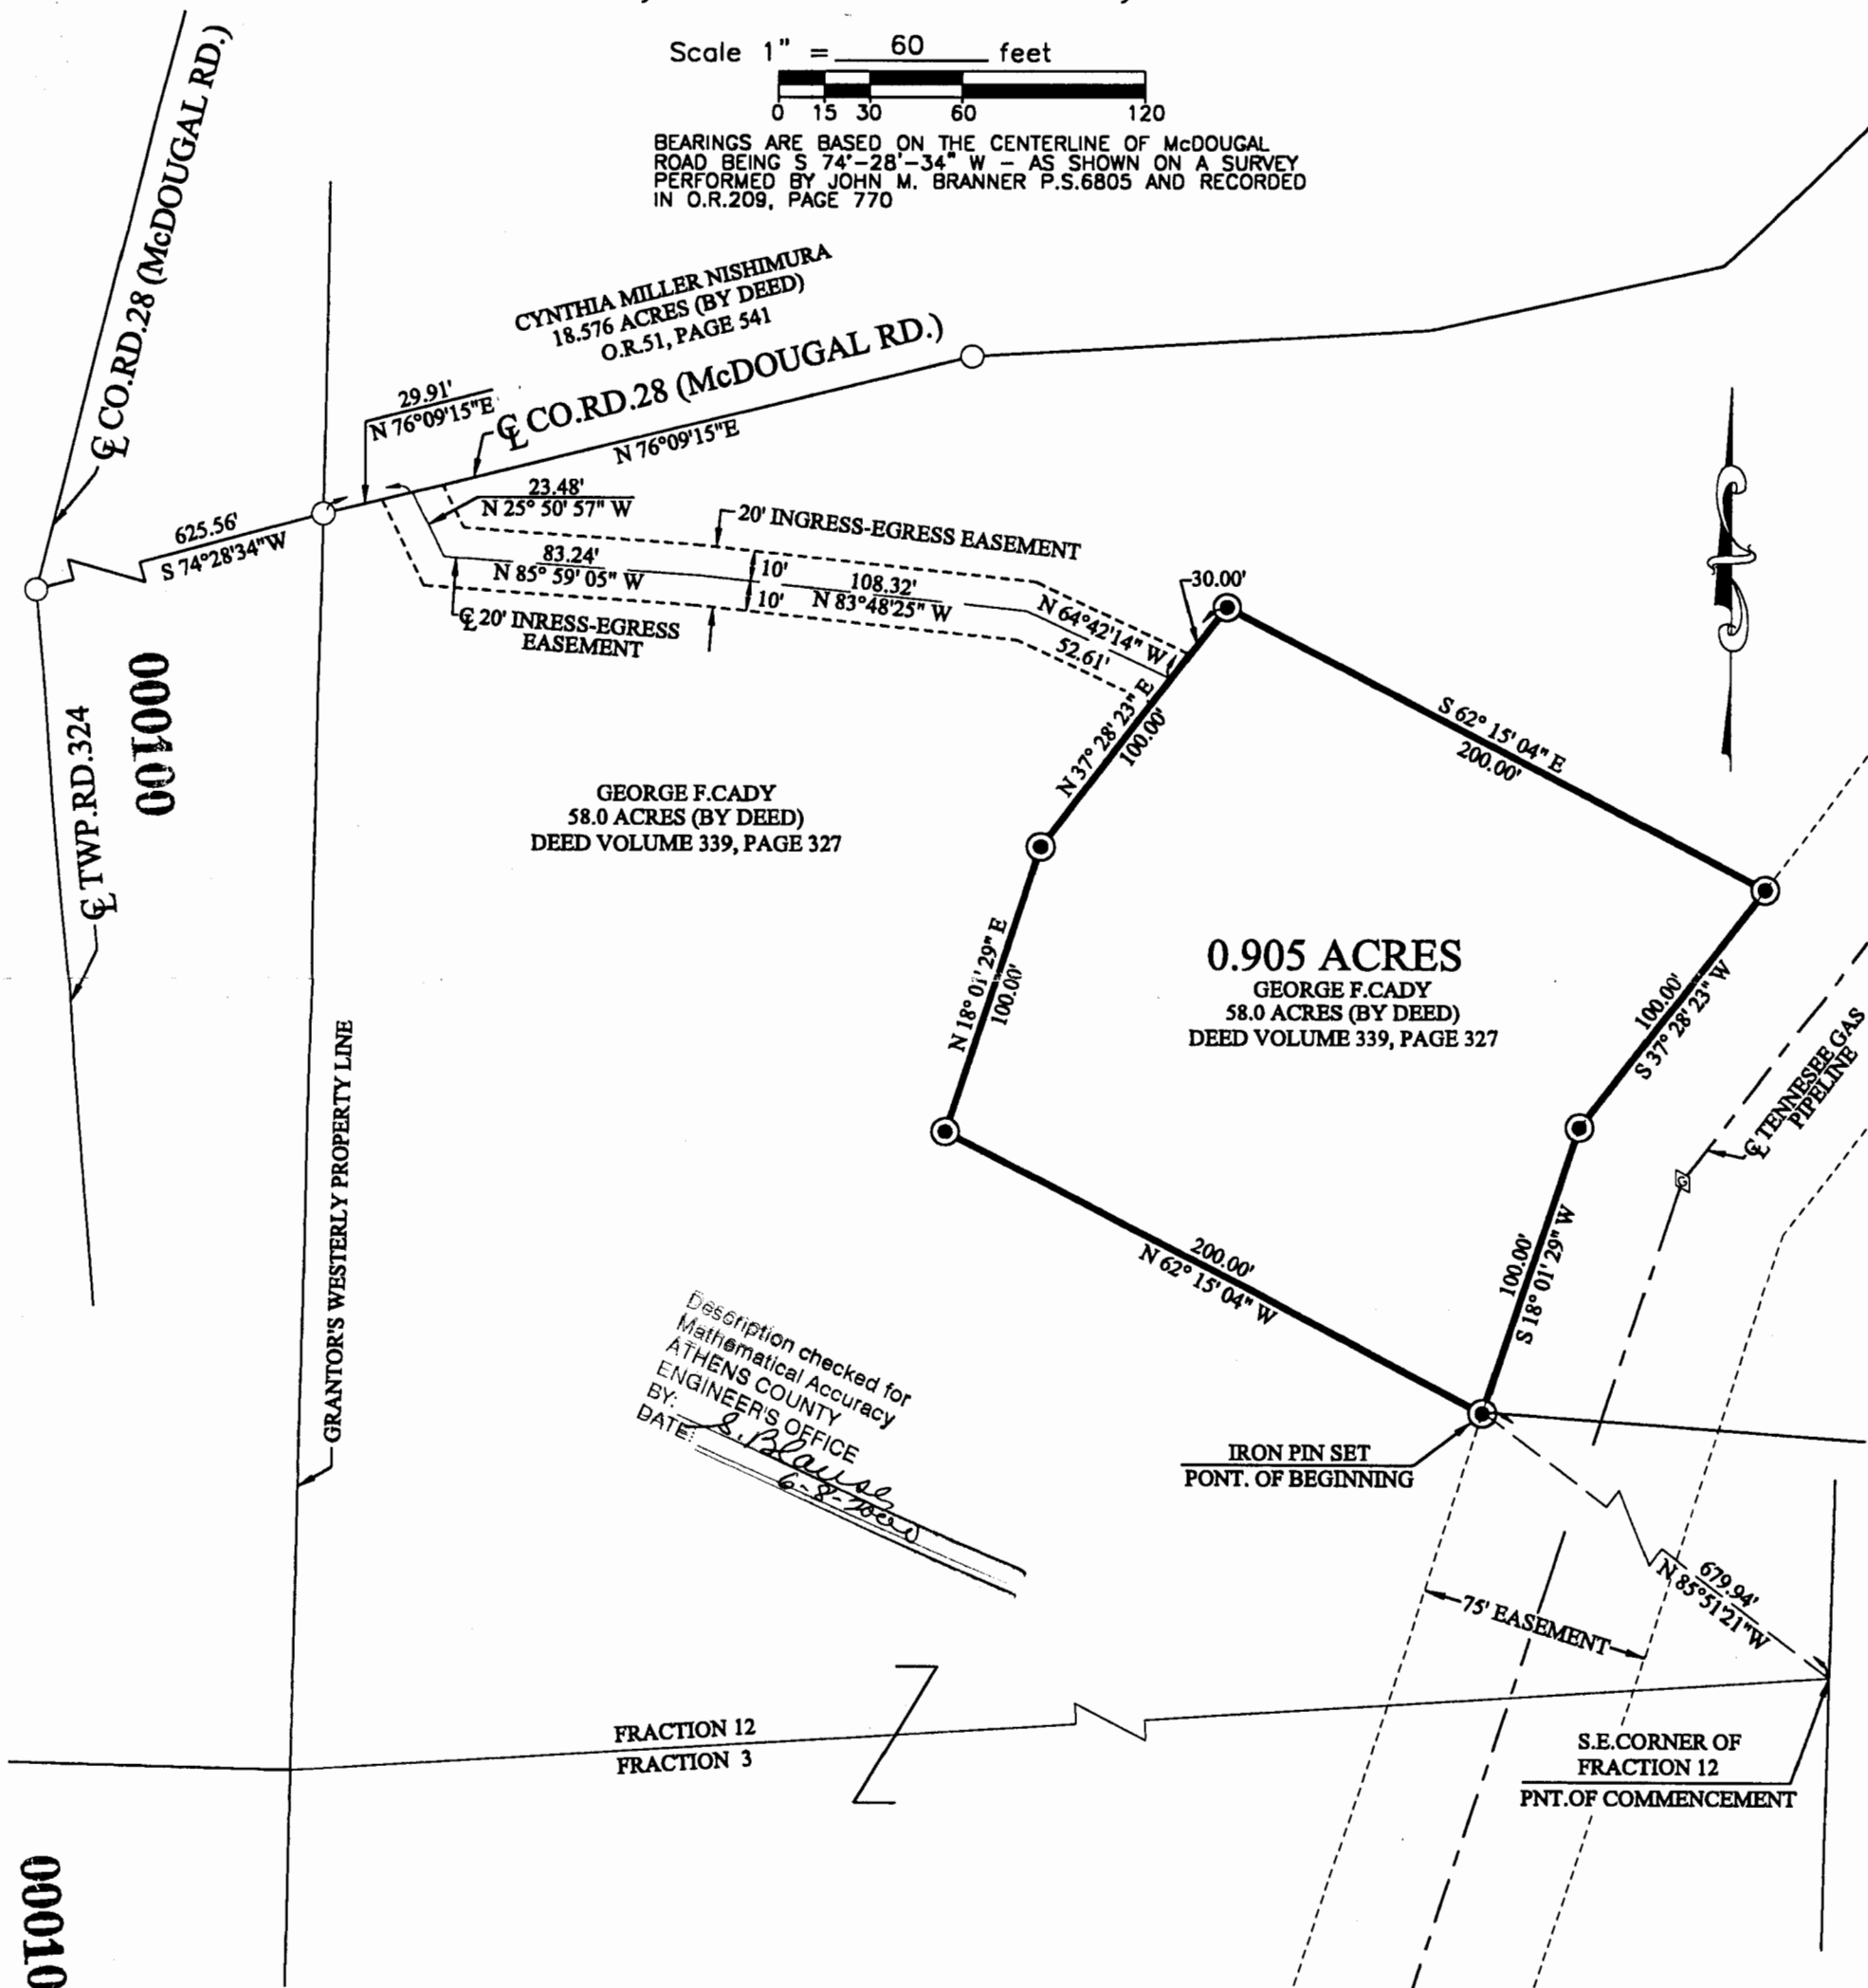 Scale 1" = 60 feet
0 15 30 60 120
BEARINGS ARE BASED ON THE CENTERLINE OF McDOUGAL
ROAD BEING S 74°-28'-34" W - AS SHOWN ON A SURVEY
PERFORMED BY JOHN M. BRANNER P.S.6805 AND RECORDED
IN O.R.209, PAGE 770
℄ CO.RD.28 (McDOUGAL RD.)
CYNTHIA MILLER NISHIMURA
18.576 ACRES (BY DEED)
O.R.51, PAGE 541
29.91'
N 76°09'15"E
℄ CO.RD.28 (McDOUGAL RD.)
N 76°09'15"E
625.56'
S 74°28'34"W
23.48'
N 25° 50' 57" W
20' INGRESS-EGRESS EASEMENT
83.24'
N 85° 59' 05" W
10'
10'
108.32'
N 83°48'25" W
℄ 20' INRESS-EGRESS
EASEMENT
N 64°42'14" W
52.61'
30.00'
N 37° 28' 23" E
100.00'
S 62° 15' 04" E
200.00'
000100
℄ TWP.RD.324
GEORGE F.CADY
58.0 ACRES (BY DEED)
DEED VOLUME 339, PAGE 327
N 18° 01' 29" E
100.00'
0.905 ACRES
GEORGE F.CADY
58.0 ACRES (BY DEED)
DEED VOLUME 339, PAGE 327
100.00'
S 37° 28' 23" W
℄ TENNESEE GAS
PIPELINE
G
GRANTOR'S WESTERLY PROPERTY LINE
200.00'
N 62° 15' 04" W
100.00'
S 18° 01' 29" W
Description checked for
Mathematical Accuracy
ATHENS COUNTY
ENGINEER'S OFFICE
BY:
DATE: 6-8-2000
IRON PIN SET
PONT. OF BEGINNING
679.94'
N 85°51'21"W
75' EASEMENT
FRACTION 12
FRACTION 3
S.E.CORNER OF
FRACTION 12
PNT.OF COMMENCEMENT
00010